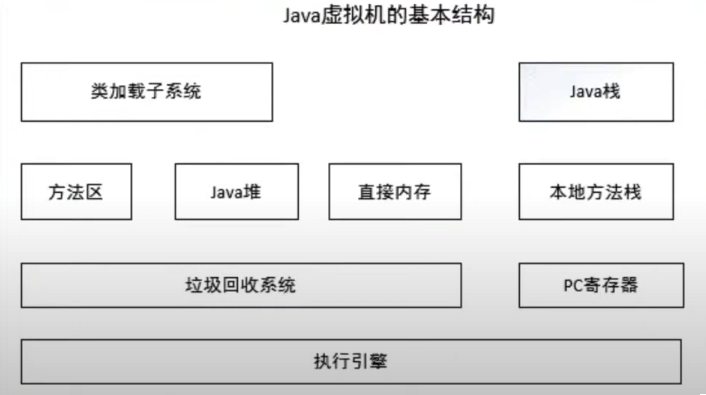 Java虚拟机的基本结构
类加载子系统
Java栈
方法区
Java堆
直接内存
本地方法栈
垃圾回收系统
PC寄存器
执行引擎